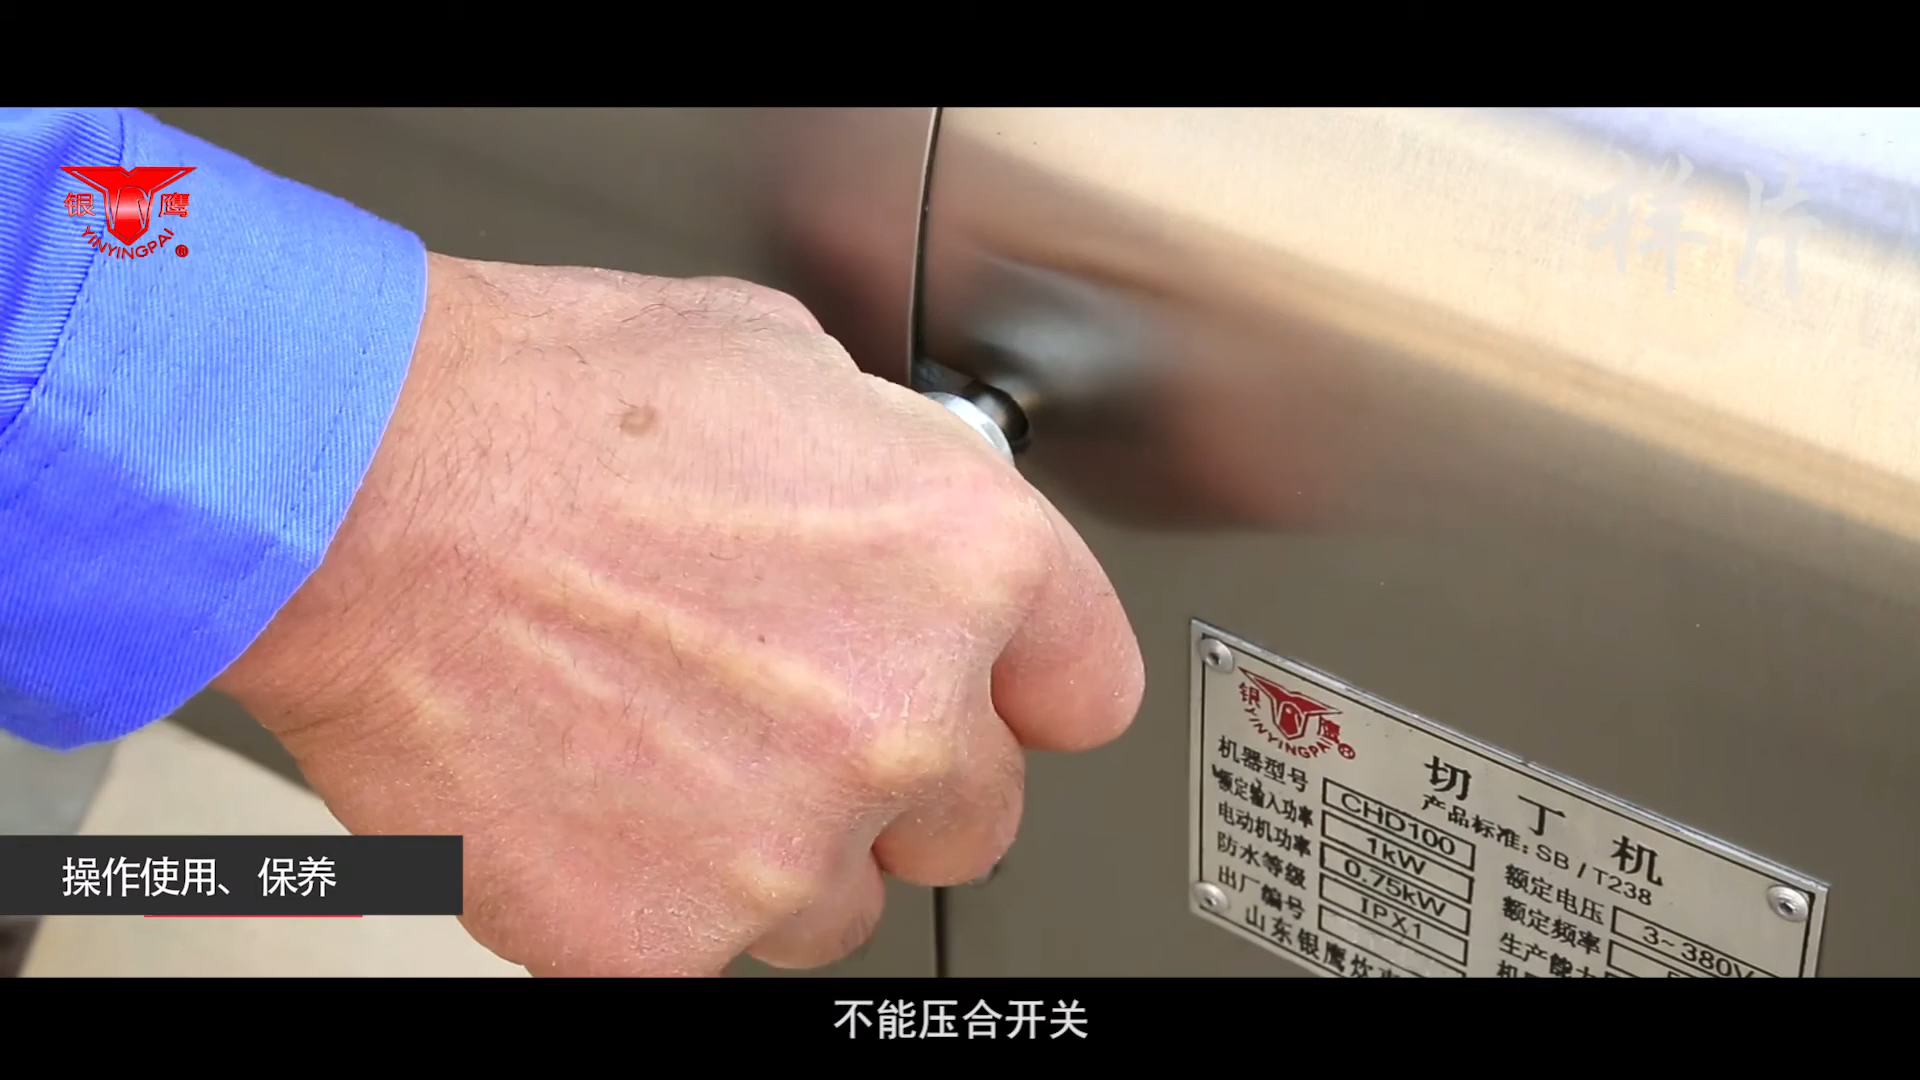 银鹰
YINYINGPAI®
样片
银鹰
YINYINGPAI®
切丁机
产品标准：SB/T238
机器型号 CHD100
额定输入功率 1kW
电动机功率 0.75kW
防水等级 IPX1
出厂编号
山东银鹰炊
额定电压 3~380V
额定频率
生产能
操作使用、保养
不能压合开关